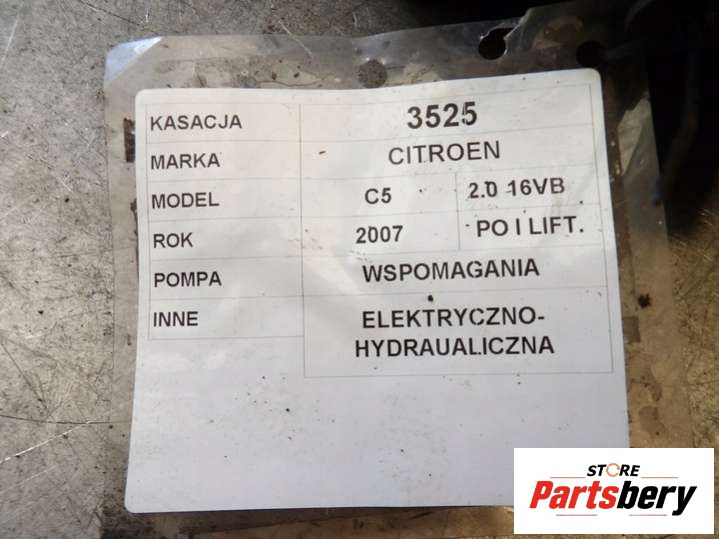 KASACJA 3525
MARKA CITROEN
MODEL C5 2.0 16VB
ROK 2007 PO I LIFT.
POMPA WSPOMAGANIA
INNE ELEKTRYCZNO-
HYDRAUALICZNA
STORE
Partsbery